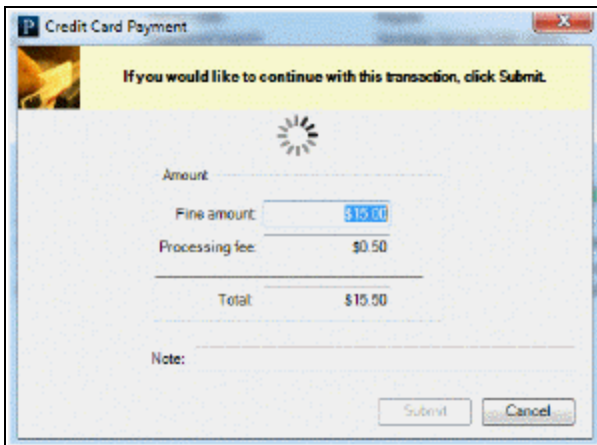 P Credit Card Payment
X
If you would like to continue with this transaction, click Submit.
Amount
Fine amount: $15.00
Processing fee: $0.50
Total: $15.50
Note:
Submit Cancel